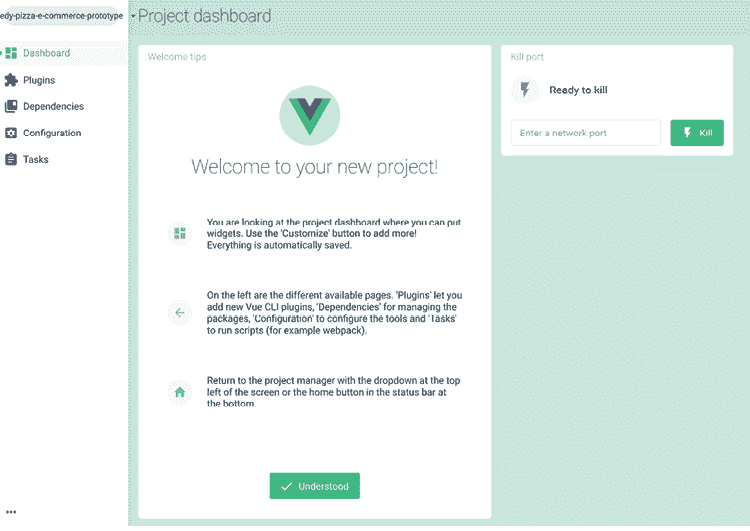 edy-pizza-e-commerce-prototype
Project dashboard
Dashboard
Plugins
Dependencies
Configuration
Tasks
Welcome tips
Welcome to your new project!
You are looking at the project dashboard where you can put
widgets. Use the 'Customize' button to add more!
Everything is automatically saved.
On the left are the different available pages. 'Plugins' let you
add new Vue CLI plugins, 'Dependencies' for managing the
packages, 'Configuration' to configure the tools and 'Tasks'
to run scripts (for example webpack).
Return to the project manager with the dropdown at the top
left of the screen or the home button in the status bar at
the bottom.
Understood
Kill port
Ready to kill
Enter a network port
Kill